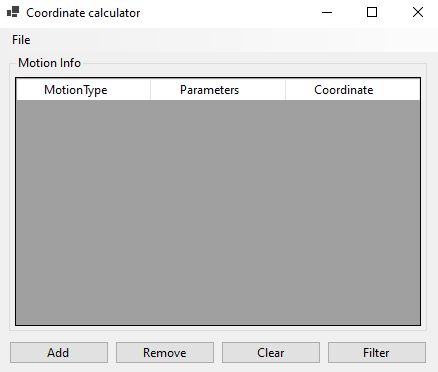 Coordinate calculator
File
Motion Info
MotionType Parameters Coordinate
Add Remove Clear Filter